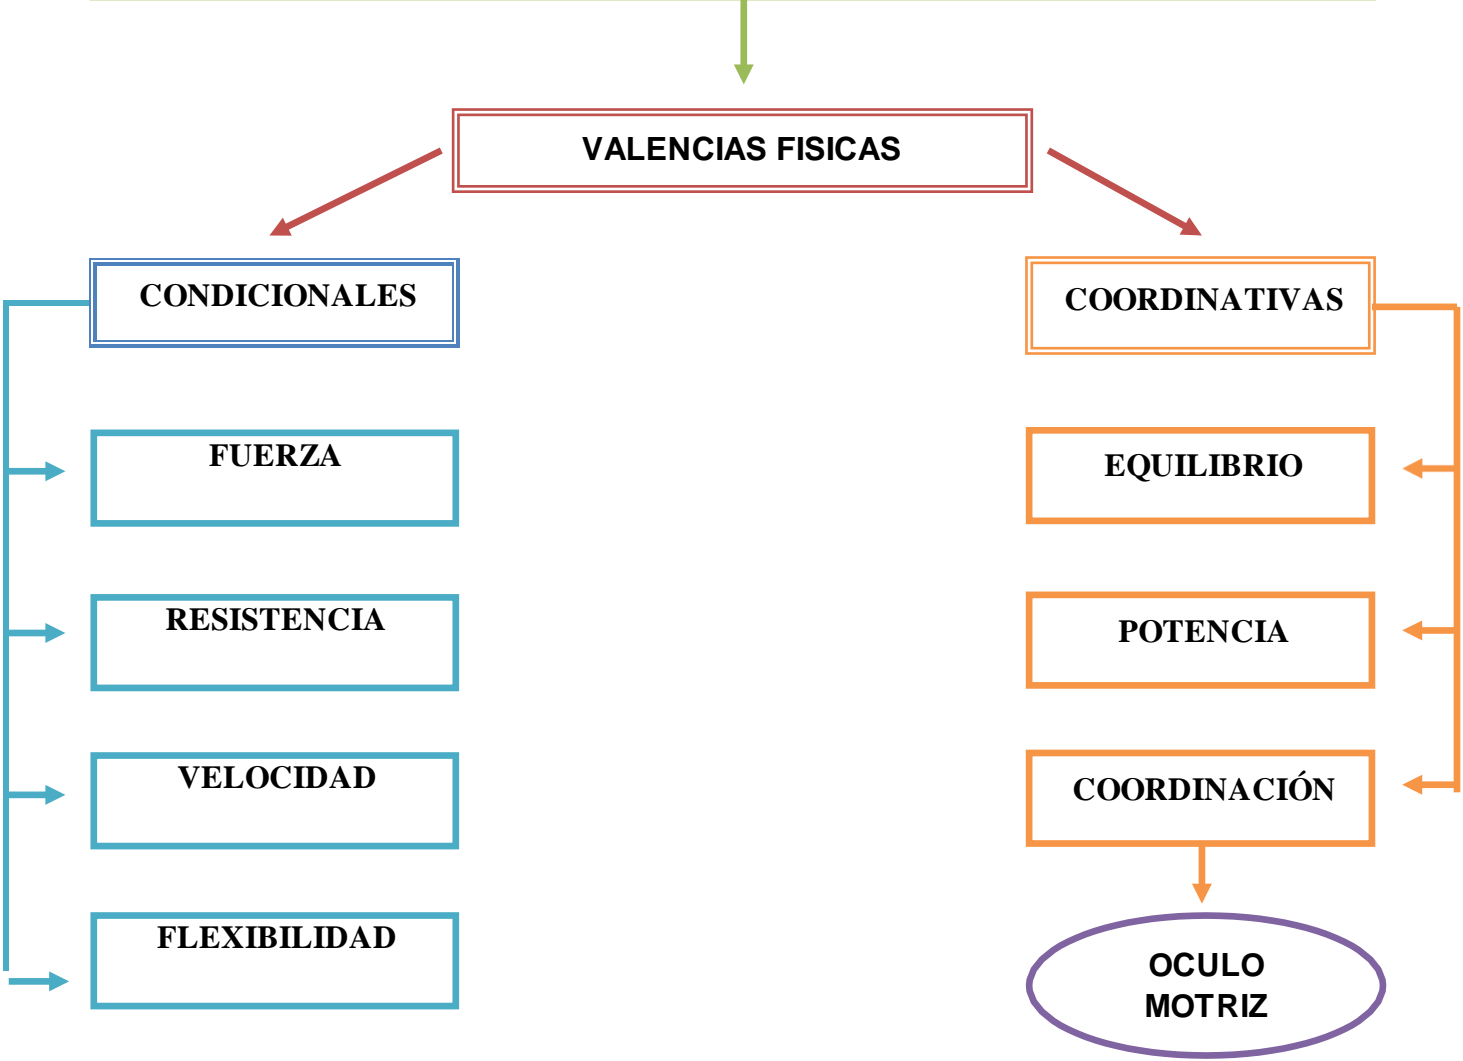 VALENCIAS FISICAS
CONDICIONALES
COORDINATIVAS
FUERZA
EQUILIBRIO
RESISTENCIA
POTENCIA
VELOCIDAD
COORDINACIÓN
FLEXIBILIDAD
OCULO
MOTRIZ